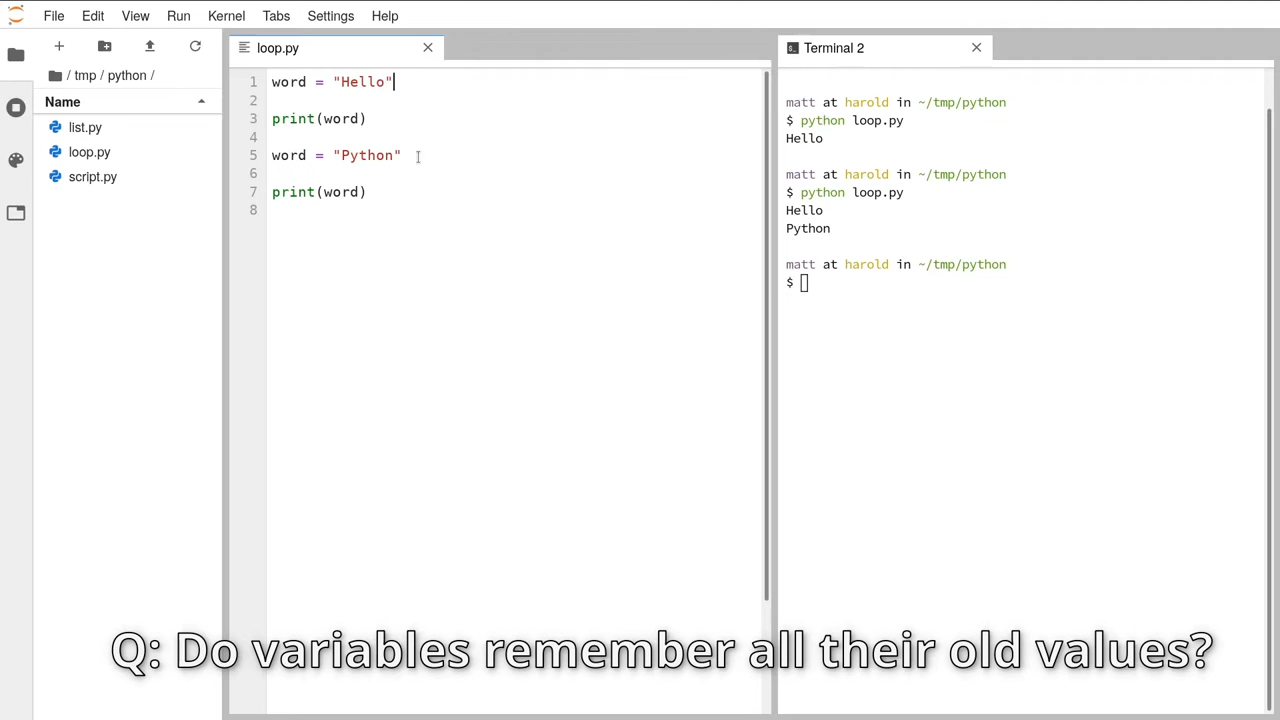 File Edit View Run Kernel Tabs Settings Help
/ tmp / python /
Name
list.py
loop.py
script.py
loop.py
1 word = "Hello"
2
3 print(word)
4
5 word = "Python"
6
7 print(word)
8
Terminal 2
matt at harold in ~/tmp/python
$ python loop.py
Hello
matt at harold in ~/tmp/python
$ python loop.py
Hello
Python
matt at harold in ~/tmp/python
$
Q: Do variables remember all their old values?